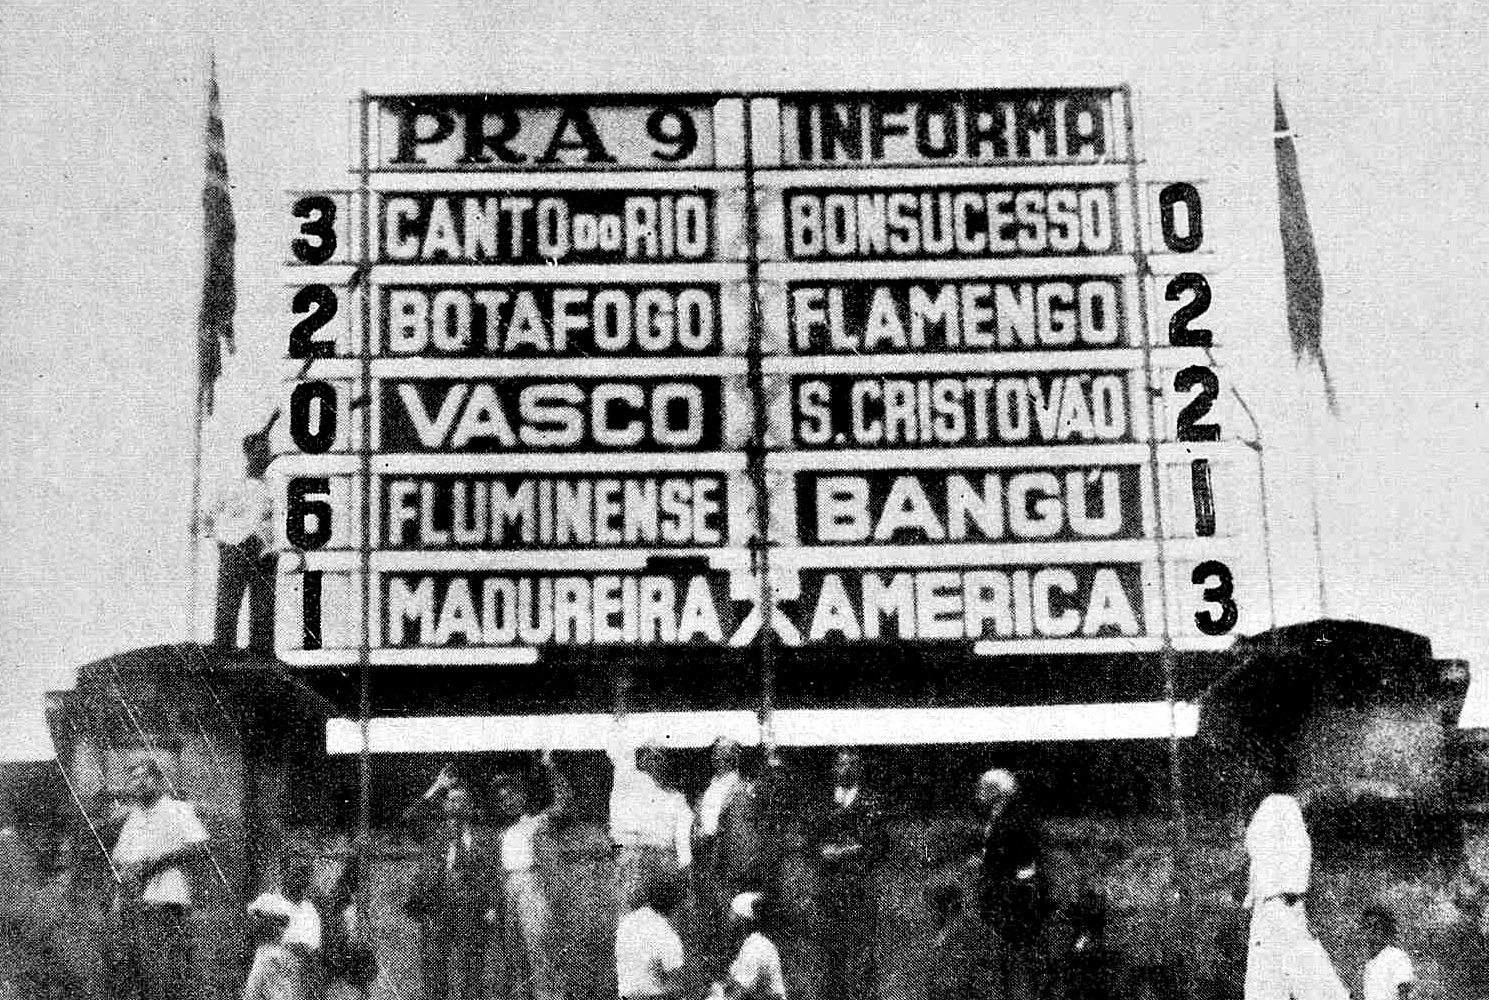 PRA 9 INFORMA
3 CANTO DO RIO BONSUCESSO 0
2 BOTAFOGO FLAMENGO 2
0 VASCO S. CRISTOVÃO 2
6 FLUMINENSE BANGÚ 1
1 MADUREIRA X AMERICA 3